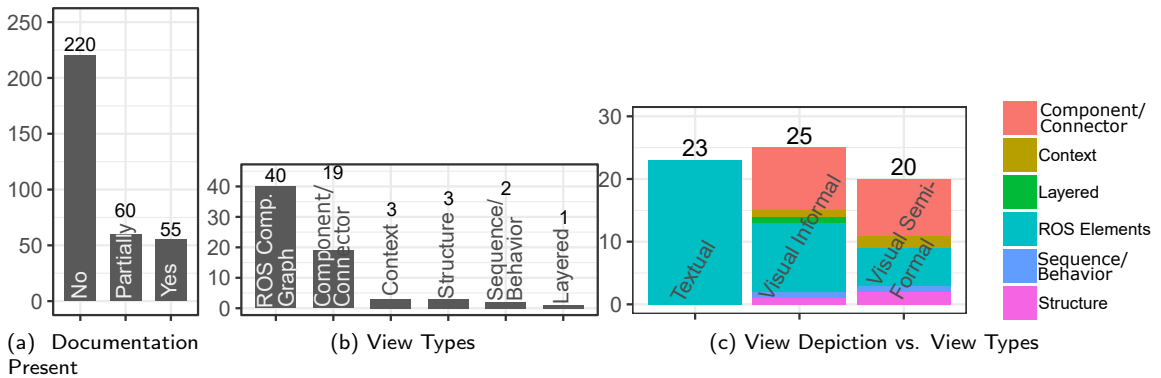 250
200
150
100
50
0
220
60
55
No
Partially
Yes
(a) Documentation
Present
40
30
20
10
0
40
19
3
3
2
1
ROS Comp.
Graph
Component/
Connector
Context
Structure
Sequence/
Behavior
Layered
(b) View Types
30
20
10
0
23
25
20
Textual
Visual Informal
Visual Semi-
Formal
(c) View Depiction vs. View Types
Component/
Connector
Context
Layered
ROS Elements
Sequence/
Behavior
Structure